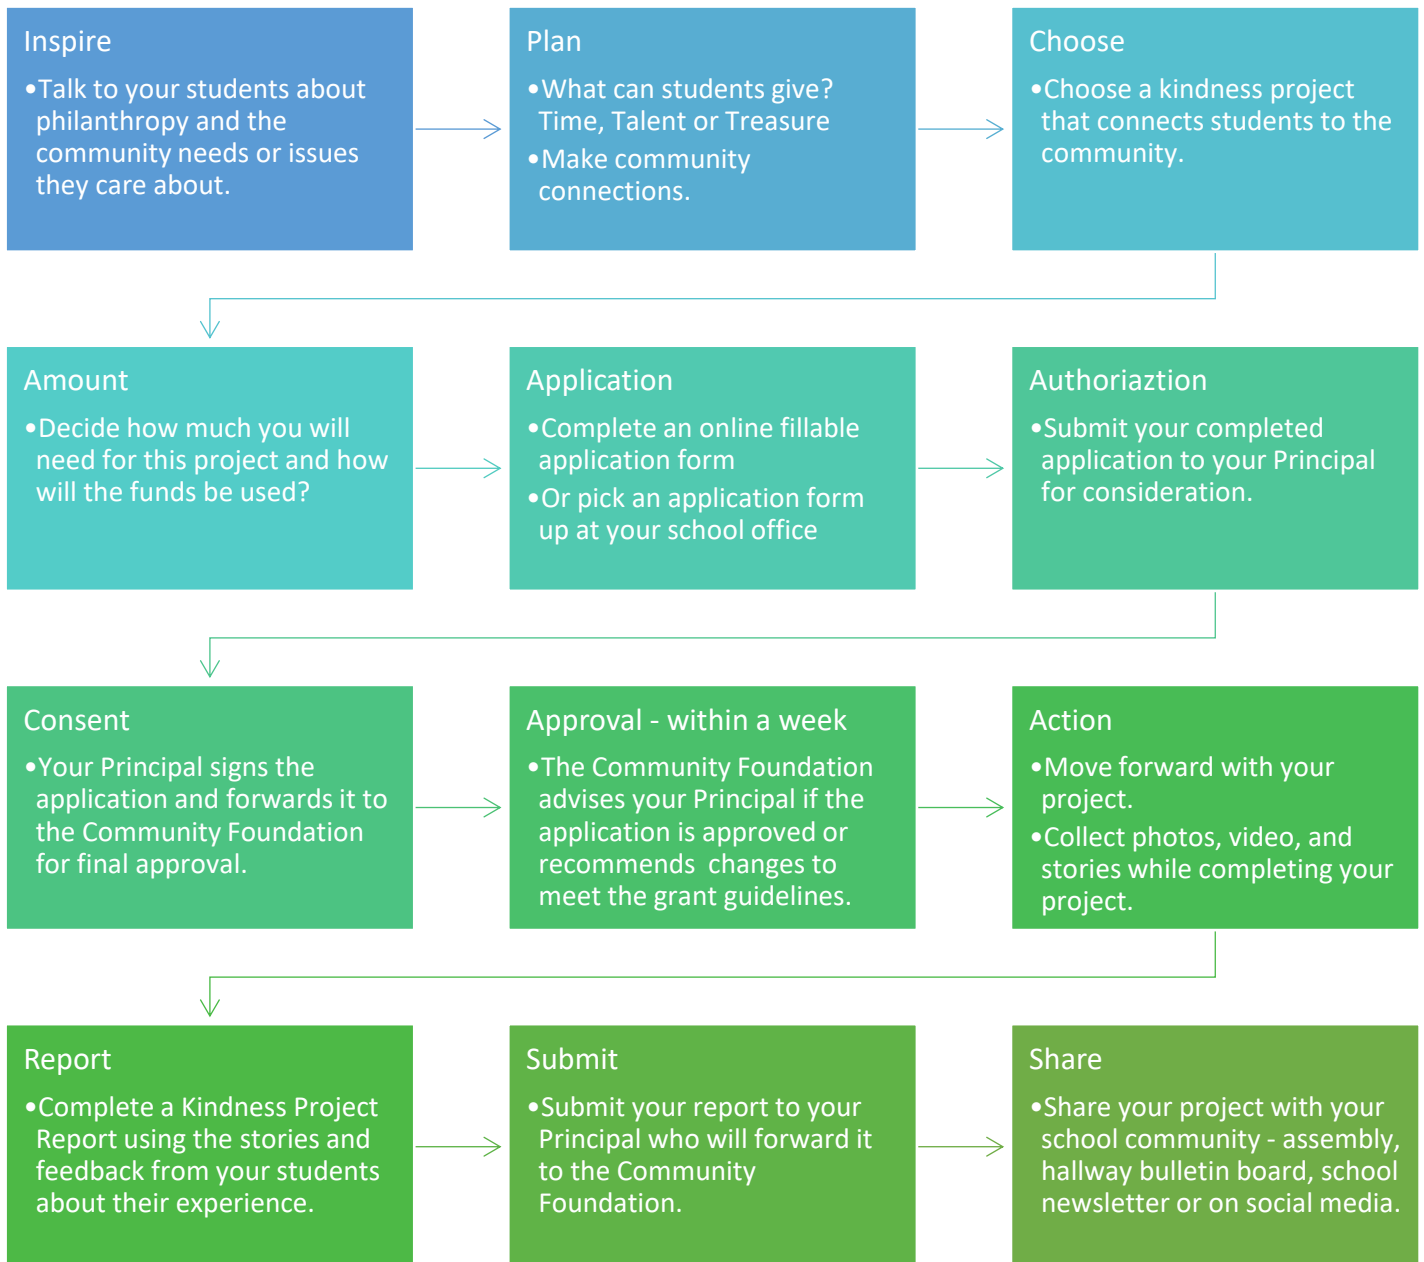 Inspire
•Talk to your students about
philanthropy and the
community needs or issues
they care about.
Plan
•What can students give?
Time, Talent or Treasure
•Make community
connections.
Choose
•Choose a kindness project
that connects students to the
community.
Amount
•Decide how much you will
need for this project and how
will the funds be used?
Application
•Complete an online fillable
application form
•Or pick an application form
up at your school office
Authoriaztion
•Submit your completed
application to your Principal
for consideration.
Consent
•Your Principal signs the
application and forwards it to
the Community Foundation
for final approval.
Approval - within a week
•The Community Foundation
advises your Principal if the
application is approved or
recommends  changes to
meet the grant guidelines.
Action
•Move forward with your
project.
•Collect photos, video, and
stories while completing your
project.
Report
•Complete a Kindness Project
Report using the stories and
feedback from your students
about their experience.
Submit
•Submit your report to your
Principal who will forward it
to the Community
Foundation.
Share
•Share your project with your
school community - assembly,
hallway bulletin board, school
newsletter or on social media.